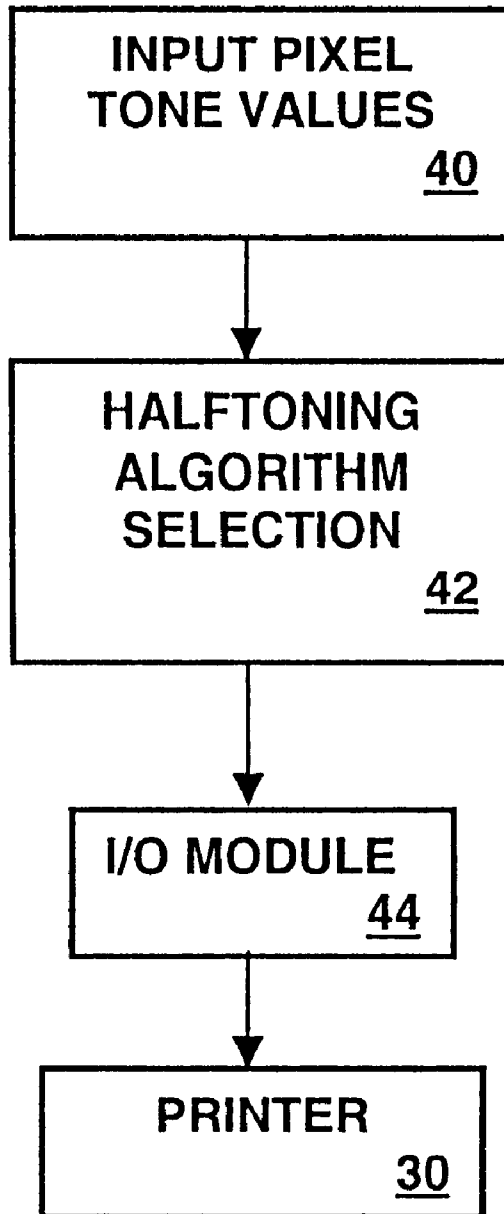 INPUT PIXEL
TONE VALUES
40
HALFTONING
ALGORITHM
SELECTION
42
I/O MODULE
44
PRINTER
30